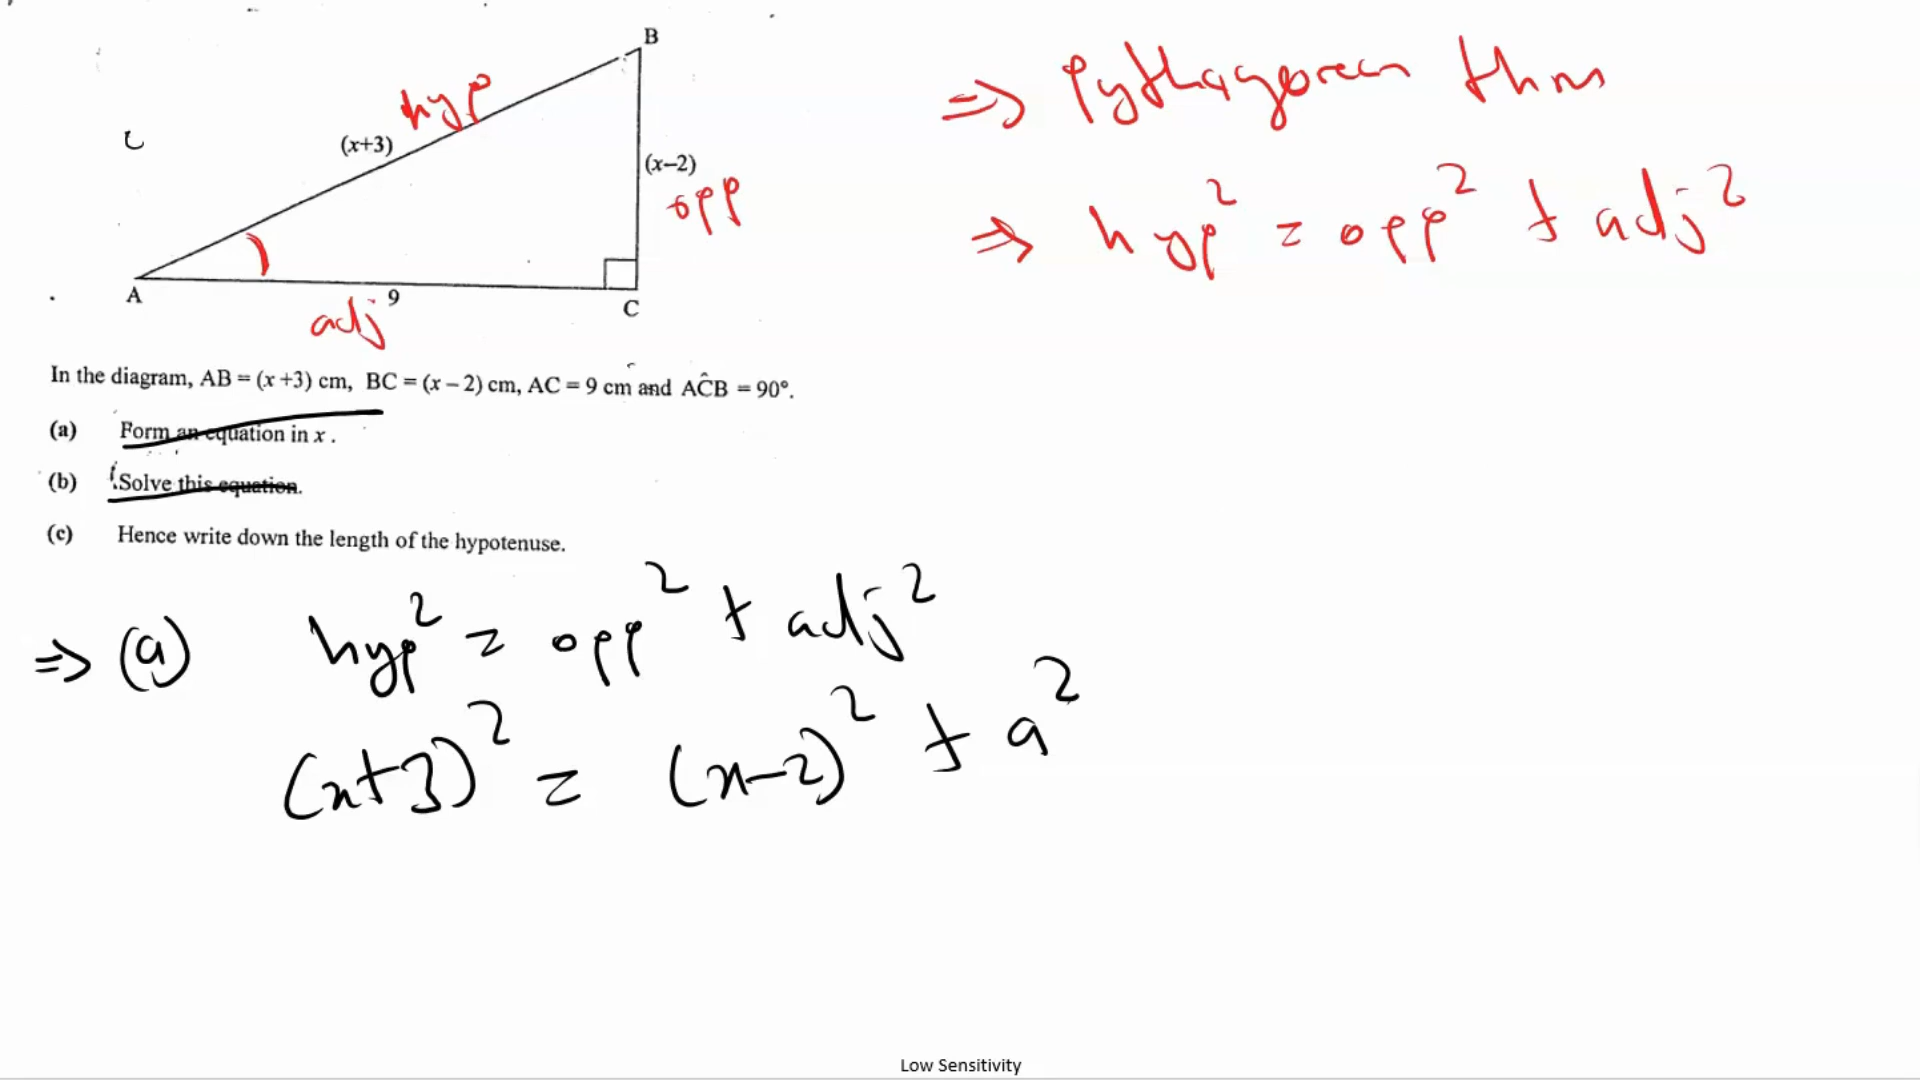 B
hyp
(x+3)
(x–2)
opp
A
9
adj
C
⇒ Pythagorean thm
⇒ hyp² = opp² + adj²
In the diagram, AB = (x +3) cm, BC = (x – 2) cm, AC = 9 cm and AĈB = 90°.
(a) Form an equation in x .
(b) Solve this equation.
(c) Hence write down the length of the hypotenuse.
⇒ (a) hyp² = opp² + adj²
(x+3)² = (x-2)² + 9²
Low Sensitivity